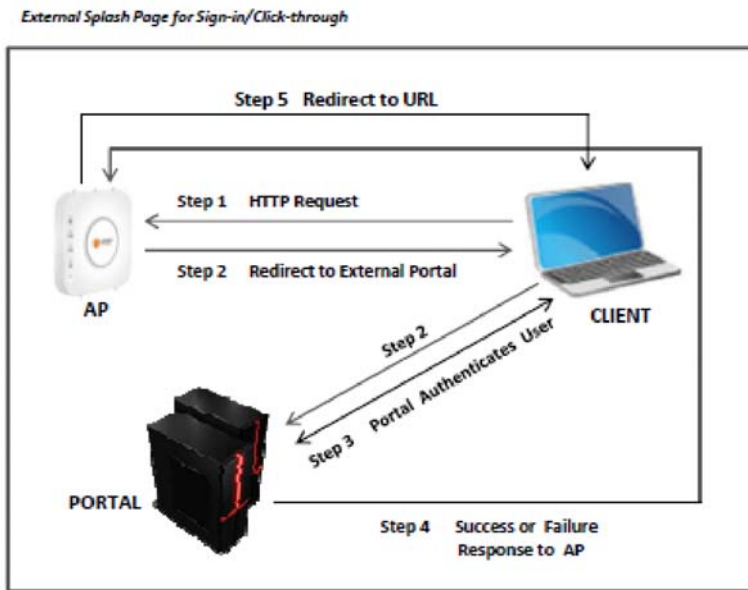 External Splash Page for Sign-in/Click-through
Step 5 Redirect to URL
Step 1 HTTP Request
Step 2 Redirect to External Portal
AP
CLIENT
Step 2
Step 3 Portal Authenticates User
PORTAL
Step 4 Success or Failure
Response to AP